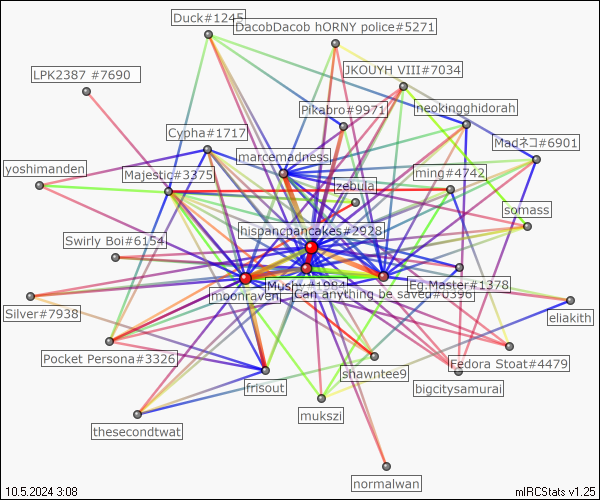 Duck#1245
DacobDacob hORNY police#5271
LPK2387 #7690
JKOUYH VIII#7034
Pikabro#9971
neokingghidorah
Cypha#1717
Madネコ#6901
marcemadness
yoshimanden
Majestic#3375
ming#4742
zebula
somass
hispancpancakes#2928
Swirly Boi#6154
Mushy#1984
Eg.Master#1378
moonraven
Can anything be saved#0396
Silver#7938
eliakith
Pocket Persona#3326
Fedora Stoat#4479
shawntee9
frisout
bigcitysamurai
mukszi
thesecondtwat
normalwan
10.5.2024 3:08
mIRCStats v1.25